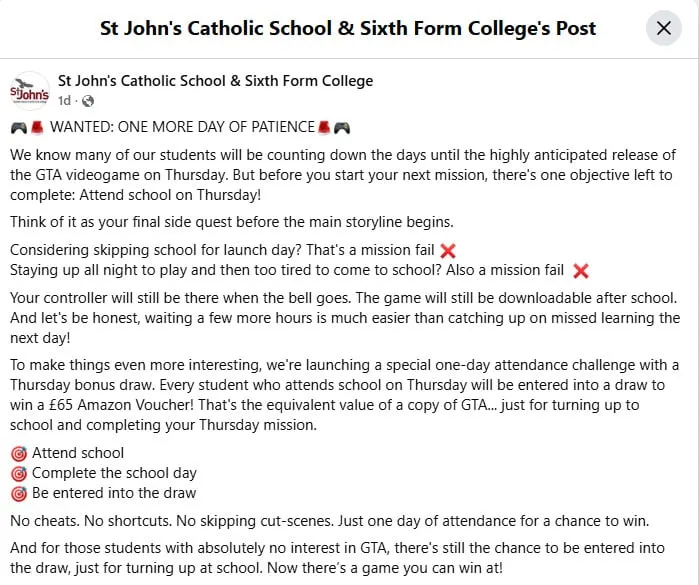 St John's Catholic School & Sixth Form College's Post
St John's
St John's Catholic School & Sixth Form College
1d ·
🎮🟥 WANTED: ONE MORE DAY OF PATIENCE🟥🎮
We know many of our students will be counting down the days until the highly anticipated release of
the GTA videogame on Thursday. But before you start your next mission, there's one objective left to
complete: Attend school on Thursday!
Think of it as your final side quest before the main storyline begins.
Considering skipping school for launch day? That's a mission fail ❌
Staying up all night to play and then too tired to come to school? Also a mission fail ❌
Your controller will still be there when the bell goes. The game will still be downloadable after school.
And let's be honest, waiting a few more hours is much easier than catching up on missed learning the
next day!
To make things even more interesting, we're launching a special one-day attendance challenge with a
Thursday bonus draw. Every student who attends school on Thursday will be entered into a draw to
win a £65 Amazon Voucher! That's the equivalent value of a copy of GTA... just for turning up to
school and completing your Thursday mission.
🎯 Attend school
🎯 Complete the school day
🎯 Be entered into the draw
No cheats. No shortcuts. No skipping cut-scenes. Just one day of attendance for a chance to win.
And for those students with absolutely no interest in GTA, there's still the chance to be entered into
the draw, just for turning up at school. Now there's a game you can win at!